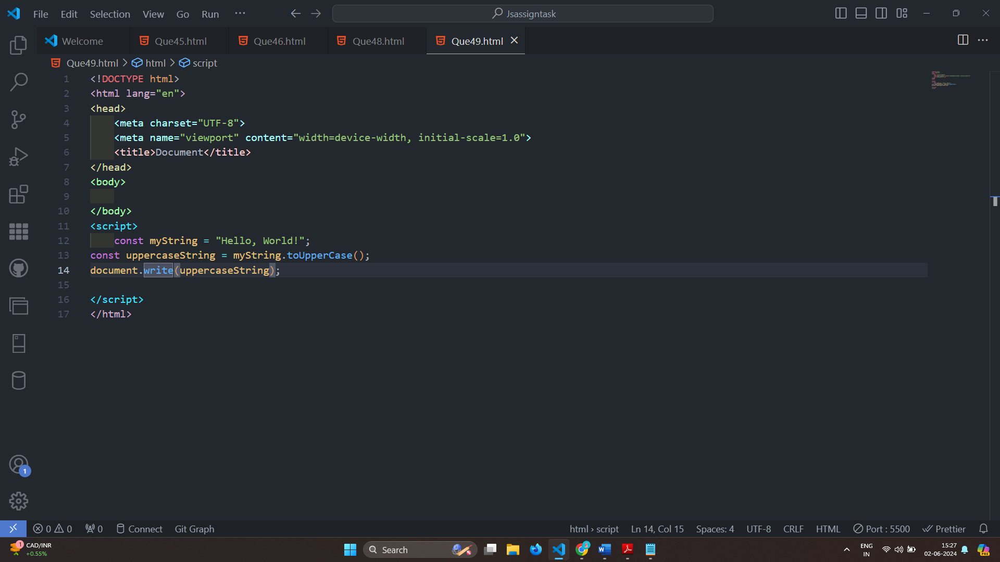 File Edit Selection View Go Run ···
Jsassigntask
Welcome Que45.html Que46.html Que48.html Que49.html
Que49.html > html > script
1 <!DOCTYPE html>
2 <html lang="en">
3 <head>
4 <meta charset="UTF-8">
5 <meta name="viewport" content="width=device-width, initial-scale=1.0">
6 <title>Document</title>
7 </head>
8 <body>
9
10 </body>
11 <script>
12 const myString = "Hello, World!";
13 const uppercaseString = myString.toUpperCase();
14 document.write(uppercaseString);
15
16 </script>
17 </html>
1
0 0 0 Connect Git Graph html › script Ln 14, Col 15 Spaces: 4 UTF-8 CRLF HTML Port : 5500 Prettier
1 CAD/INR
+0.55%
Search
ENG
IN
15:27
02-06-2024
PRE